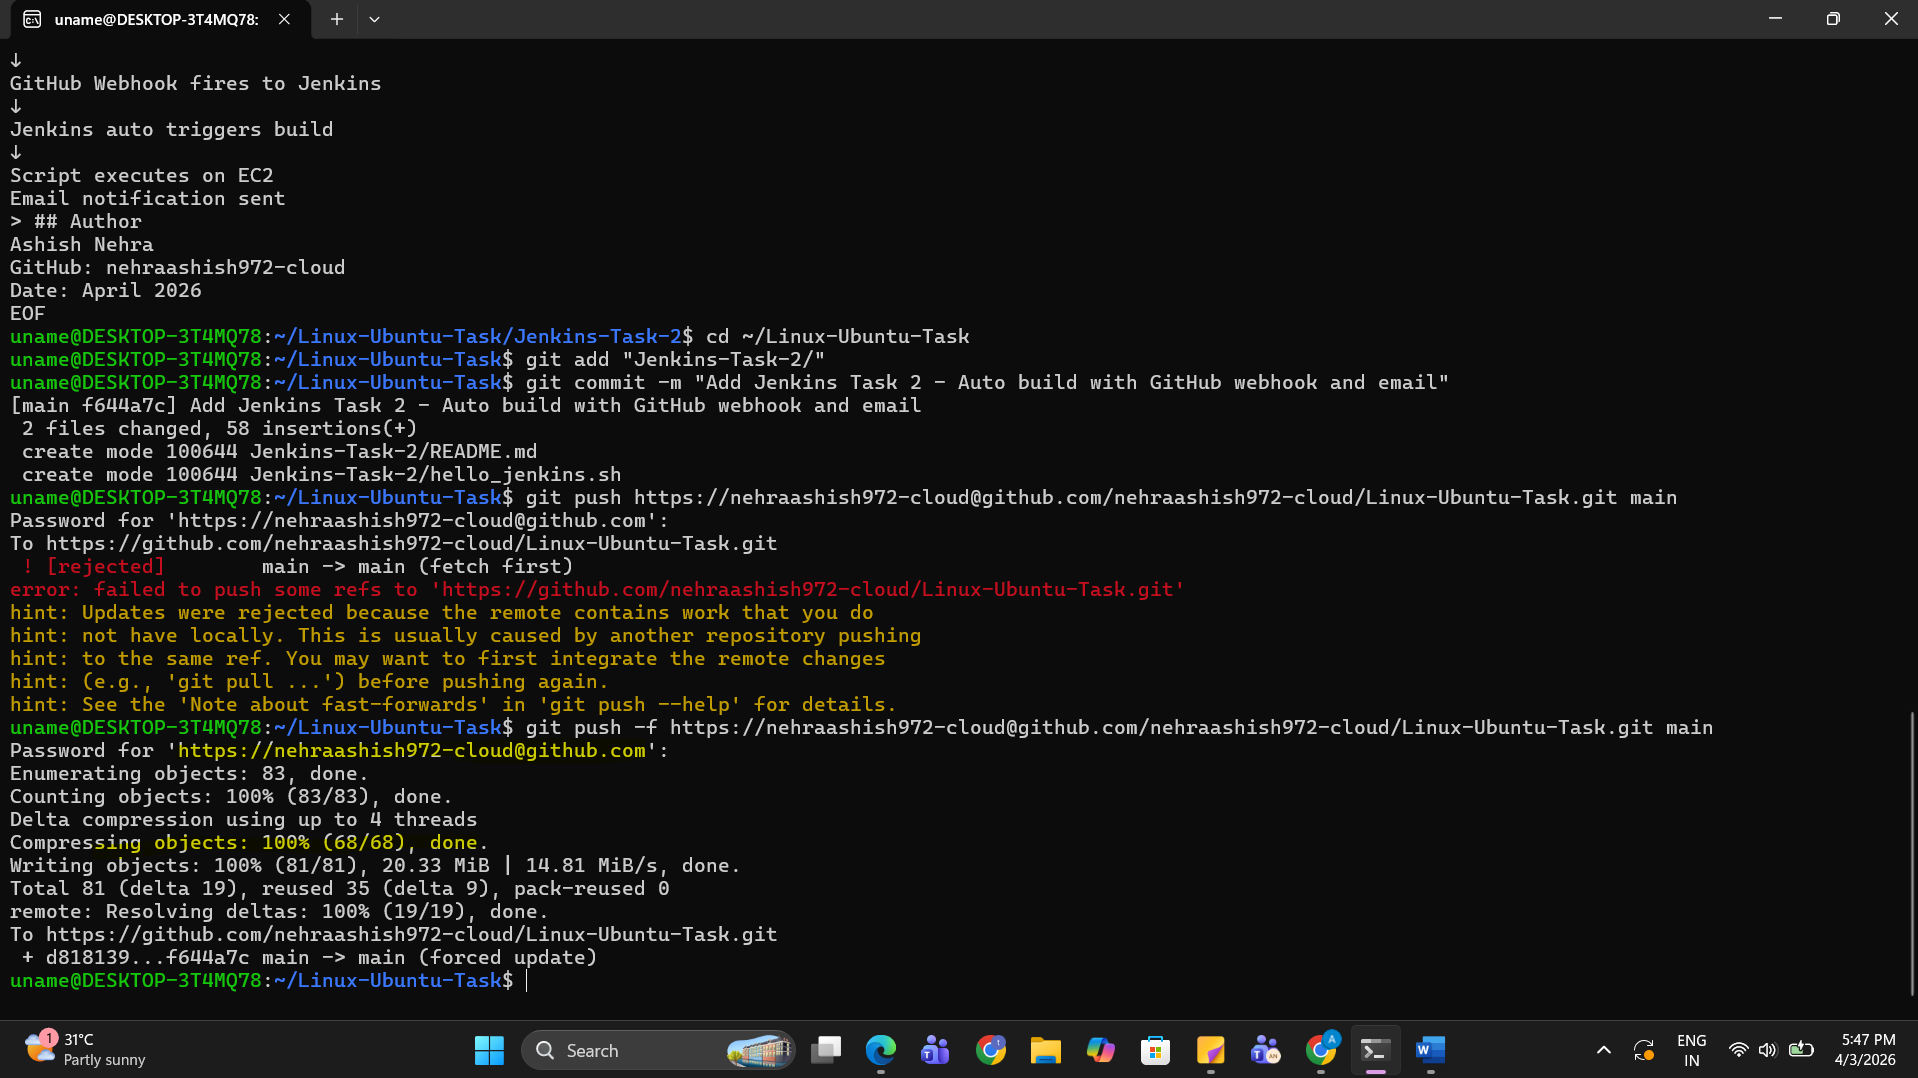 uname@DESKTOP-3T4MQ78:
↓
GitHub Webhook fires to Jenkins
↓
Jenkins auto triggers build
↓
Script executes on EC2
Email notification sent
> ## Author
Ashish Nehra
GitHub: nehraashish972-cloud
Date: April 2026
EOF
uname@DESKTOP-3T4MQ78:~/Linux-Ubuntu-Task/Jenkins-Task-2$ cd ~/Linux-Ubuntu-Task
uname@DESKTOP-3T4MQ78:~/Linux-Ubuntu-Task$ git add "Jenkins-Task-2/"
uname@DESKTOP-3T4MQ78:~/Linux-Ubuntu-Task$ git commit -m "Add Jenkins Task 2 - Auto build with GitHub webhook and email"
[main f644a7c] Add Jenkins Task 2 - Auto build with GitHub webhook and email
 2 files changed, 58 insertions(+)
 create mode 100644 Jenkins-Task-2/README.md
 create mode 100644 Jenkins-Task-2/hello_jenkins.sh
uname@DESKTOP-3T4MQ78:~/Linux-Ubuntu-Task$ git push https://nehraashish972-cloud@github.com/nehraashish972-cloud/Linux-Ubuntu-Task.git main
Password for 'https://nehraashish972-cloud@github.com':
To https://github.com/nehraashish972-cloud/Linux-Ubuntu-Task.git
 ! [rejected]        main -> main (fetch first)
error: failed to push some refs to 'https://github.com/nehraashish972-cloud/Linux-Ubuntu-Task.git'
hint: Updates were rejected because the remote contains work that you do
hint: not have locally. This is usually caused by another repository pushing
hint: to the same ref. You may want to first integrate the remote changes
hint: (e.g., 'git pull ...') before pushing again.
hint: See the 'Note about fast-forwards' in 'git push --help' for details.
uname@DESKTOP-3T4MQ78:~/Linux-Ubuntu-Task$ git push -f https://nehraashish972-cloud@github.com/nehraashish972-cloud/Linux-Ubuntu-Task.git main
Password for 'https://nehraashish972-cloud@github.com':
Enumerating objects: 83, done.
Counting objects: 100% (83/83), done.
Delta compression using up to 4 threads
Compressing objects: 100% (68/68), done.
Writing objects: 100% (81/81), 20.33 MiB | 14.81 MiB/s, done.
Total 81 (delta 19), reused 35 (delta 9), pack-reused 0
remote: Resolving deltas: 100% (19/19), done.
To https://github.com/nehraashish972-cloud/Linux-Ubuntu-Task.git
 + d818139...f644a7c main -> main (forced update)
uname@DESKTOP-3T4MQ78:~/Linux-Ubuntu-Task$
1
31°C
Partly sunny
Search
ENG
IN
5:47 PM
4/3/2026